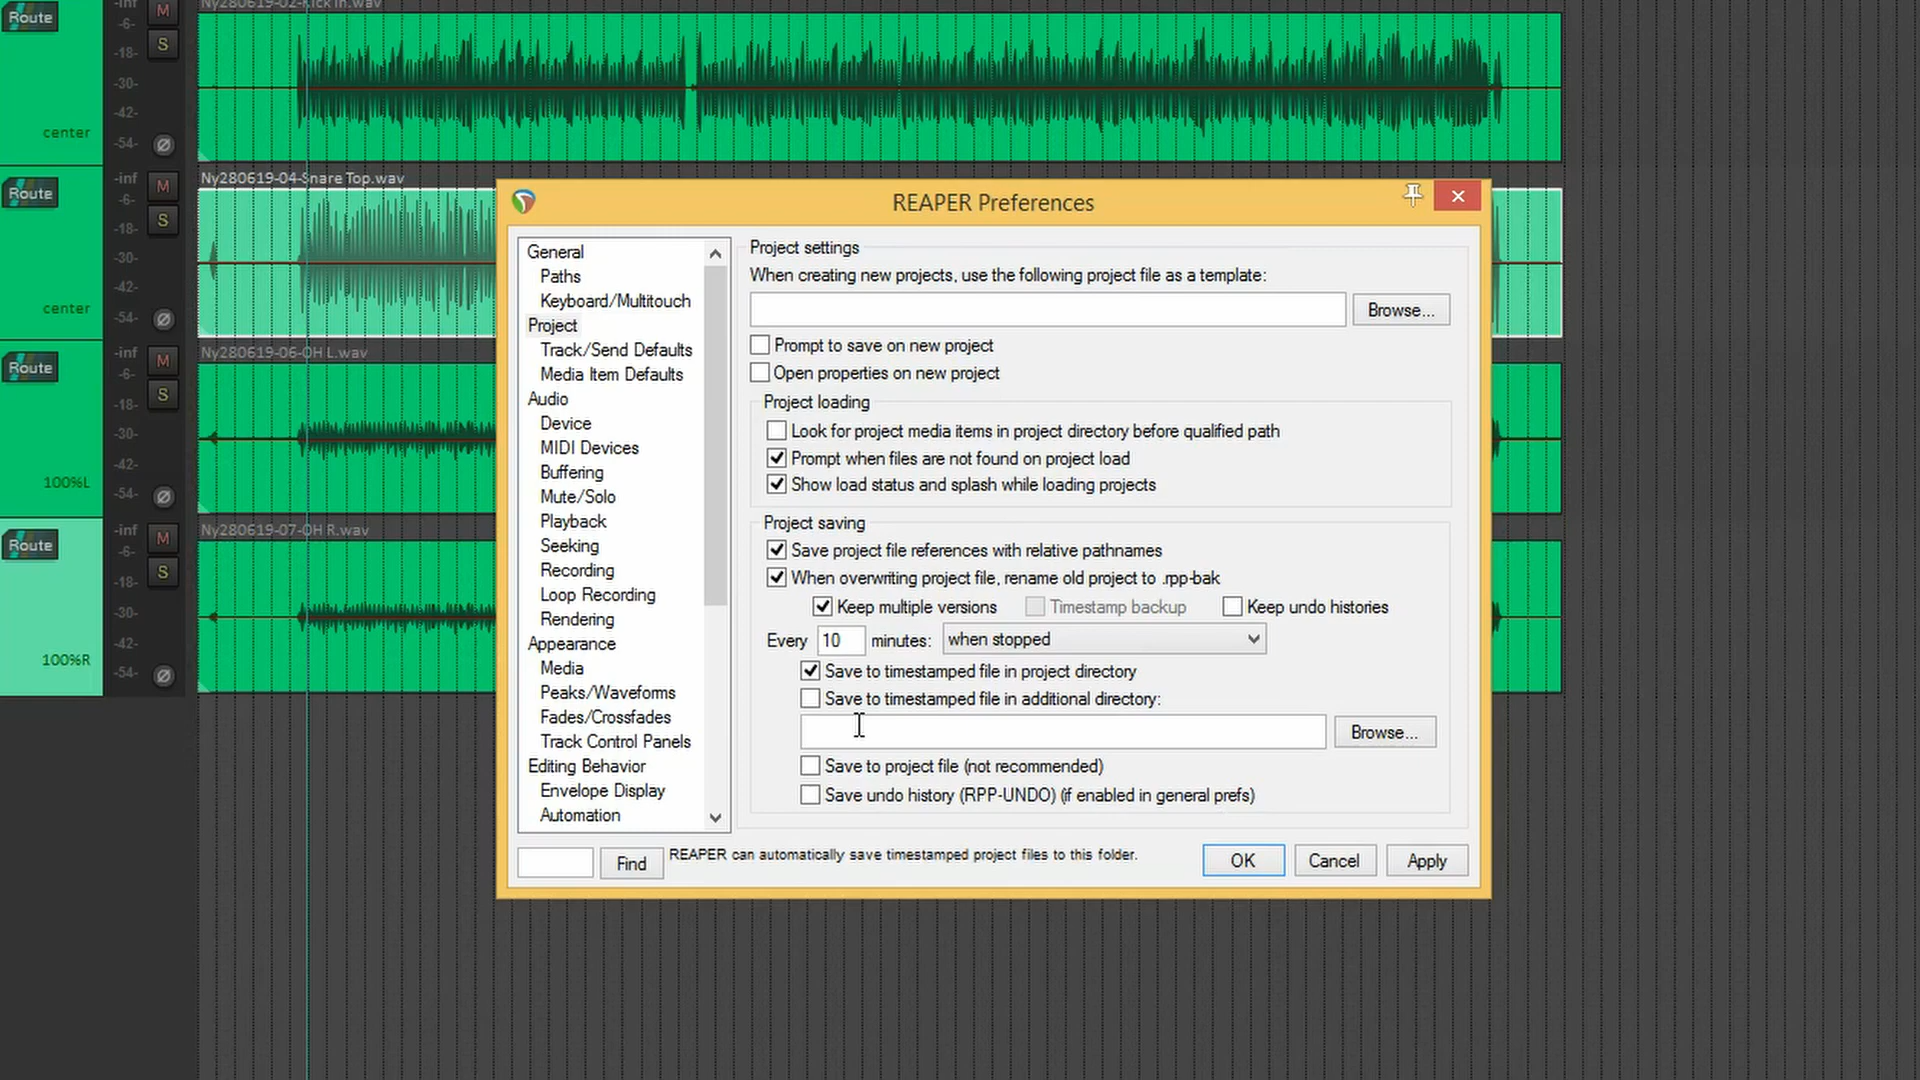 Ny280619-02-Kick In.wav
Route
-inf
-6-
-18-
-30-
-42-
-54-
M
S
center
Ny280619-04-Snare Top.wav
Route
-inf
-6-
-18-
-30-
-42-
-54-
M
S
center
Ny280619-06-OH L.wav
Route
-inf
-6-
-18-
-30-
-42-
-54-
M
S
100%L
Ny280619-07-OH R.wav
Route
-inf
-6-
-18-
-30-
-42-
-54-
M
S
100%R
REAPER Preferences
General
Paths
Keyboard/Multitouch
Project
Track/Send Defaults
Media Item Defaults
Audio
Device
MIDI Devices
Buffering
Mute/Solo
Playback
Seeking
Recording
Loop Recording
Rendering
Appearance
Media
Peaks/Waveforms
Fades/Crossfades
Track Control Panels
Editing Behavior
Envelope Display
Automation
Project settings
When creating new projects, use the following project file as a template:
Browse...
Prompt to save on new project
Open properties on new project
Project loading
Look for project media items in project directory before qualified path
Prompt when files are not found on project load
Show load status and splash while loading projects
Project saving
Save project file references with relative pathnames
When overwriting project file, rename old project to .rpp-bak
Keep multiple versions Timestamp backup Keep undo histories
Every 10 minutes: when stopped
Save to timestamped file in project directory
Save to timestamped file in additional directory:
Browse...
Save to project file (not recommended)
Save undo history (RPP-UNDO) (if enabled in general prefs)
Find
REAPER can automatically save timestamped project files to this folder.
OK Cancel Apply